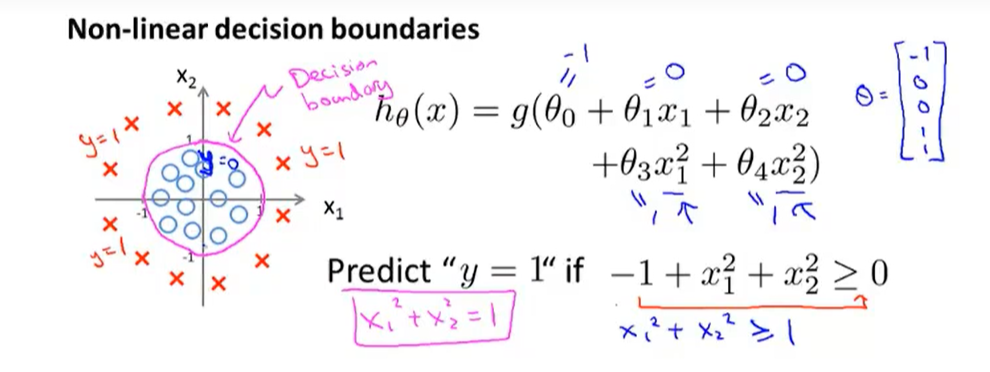 Non-linear decision boundaries
x₂
Decision
boundary
y=1
y=0
y=1
y=1
1
-1
1
-1
x₁
-1
=0
=0
hθ(x) = g(θ₀ + θ₁x₁ + θ₂x₂
+θ₃x₁² + θ₄x₂²)
= 1
= 1
θ = [-1 0 0 1 1]
Predict “y = 1“ if −1 + x₁² + x₂² ≥ 0
x₁² + x₂² = 1
x₁² + x₂² ≥ 1